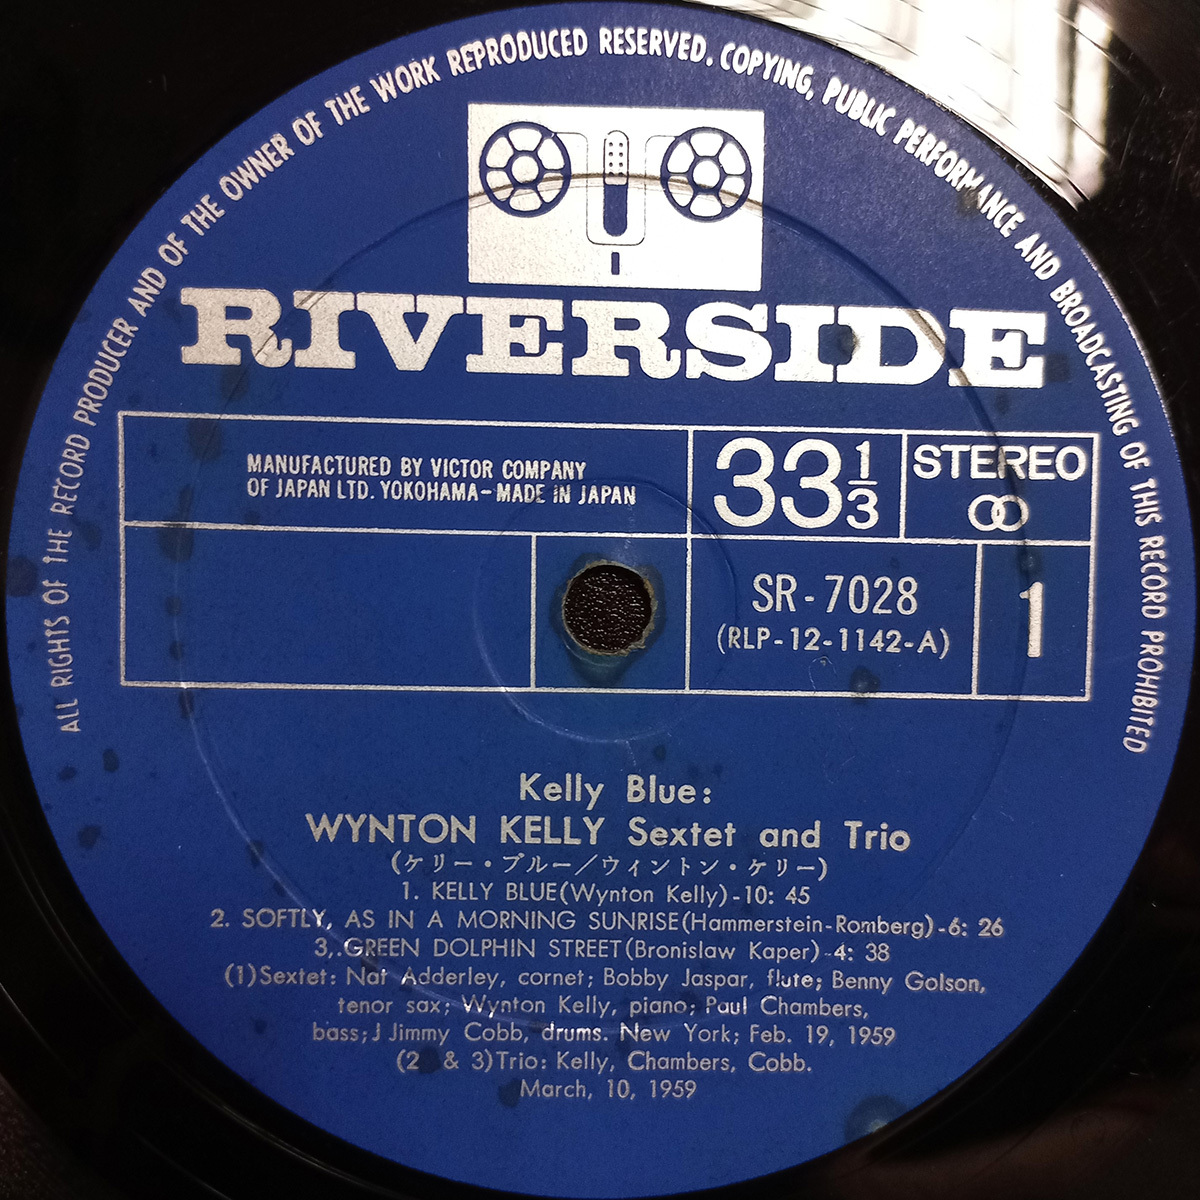 ALL RIGHTS OF THE RECORD PRODUCER AND OF THE OWNER OF THE WORK REPRODUCED RESERVED. COPYING, PUBLIC PERFORMANCE AND BROADCASTING OF THIS RECORD PROHIBITED
RIVERSIDE
MANUFACTURED BY VICTOR COMPANY
OF JAPAN LTD. YOKOHAMA-MADE IN JAPAN
33 1/3
STEREO
SR-7028
(RLP-12-1142-A)
1
Kelly Blue:
WYNTON KELLY Sextet and Trio
(ケリー・ブルー/ウィントン・ケリー)
1. KELLY BLUE(Wynton Kelly)-10: 45
2. SOFTLY, AS IN A MORNING SUNRISE(Hammerstein-Romberg)-6: 26
3,.GREEN DOLPHIN STREET(Bronislaw Kaper)-4: 38
(1)Sextet: Nat Adderley, cornet; Bobby Jaspar, flute; Benny Golson,
tenor sax; Wynton Kelly, piano; Paul Chambers,
bass;J Jimmy Cobb, drums. New York; Feb. 19, 1959
(2 & 3)Trio: Kelly, Chambers, Cobb.
March, 10, 1959